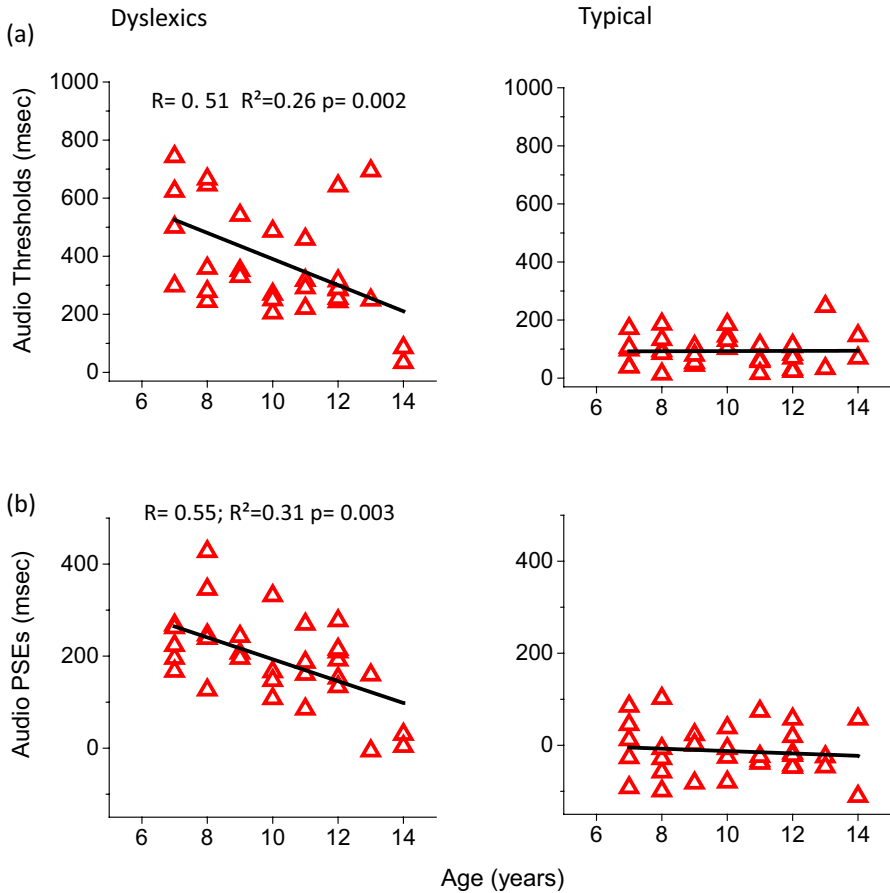 Dyslexics
Typical
(a)
Audio Thresholds (msec)
1000
800
600
400
200
0
R= 0. 51 R²=0.26 p= 0.002
6 8 10 12 14
1000
800
600
400
200
0
6 8 10 12 14
(b)
Audio PSEs (msec)
400
200
0
R= 0.55; R²=0.31 p= 0.003
6 8 10 12 14
400
200
0
6 8 10 12 14
Age (years)